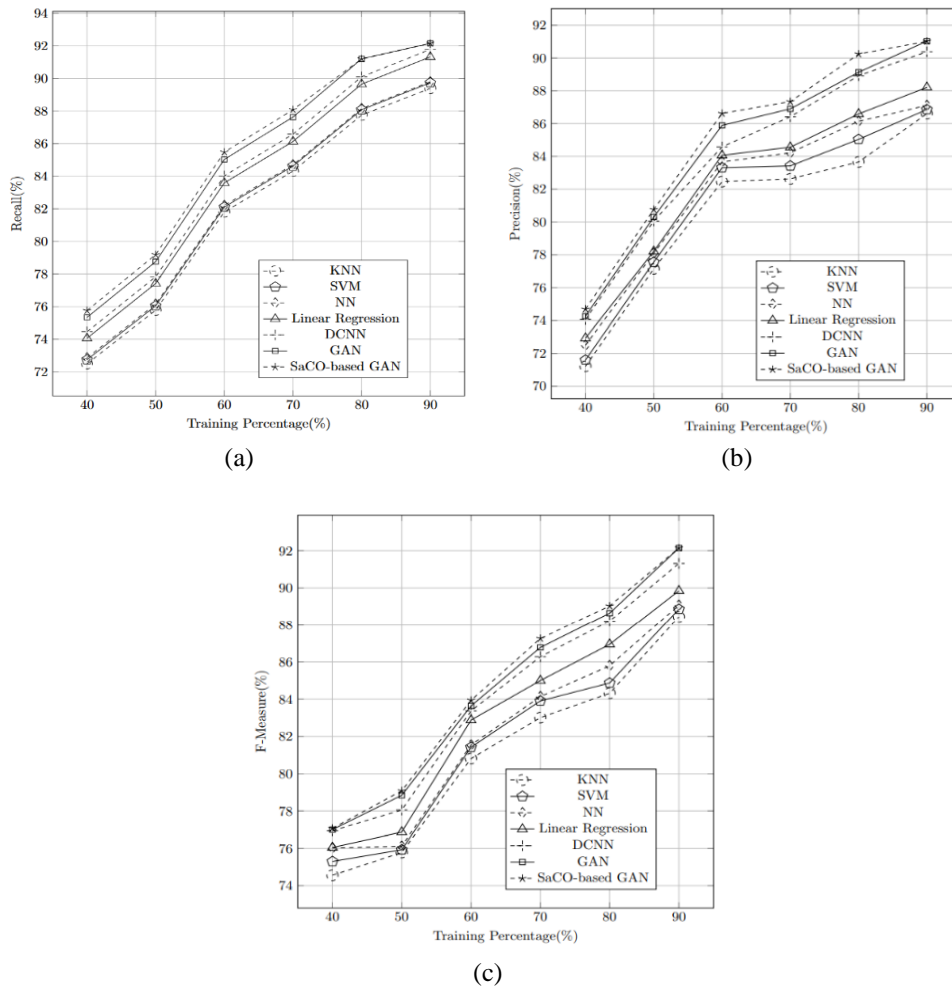 94
92
90
88
86
84
82
80
78
76
74
72
Recall(%)
KNN
SVM
NN
Linear Regression
DCNN
GAN
SaCO-based GAN
40 50 60 70 80 90
Training Percentage(%)
(a)
92
90
88
86
84
82
80
78
76
74
72
70
Precision(%)
KNN
SVM
NN
Linear Regression
DCNN
GAN
SaCO-based GAN
40 50 60 70 80 90
Training Percentage(%)
(b)
92
90
88
86
84
82
80
78
76
74
F-Measure(%)
KNN
SVM
NN
Linear Regression
DCNN
GAN
SaCO-based GAN
40 50 60 70 80 90
Training Percentage(%)
(c)